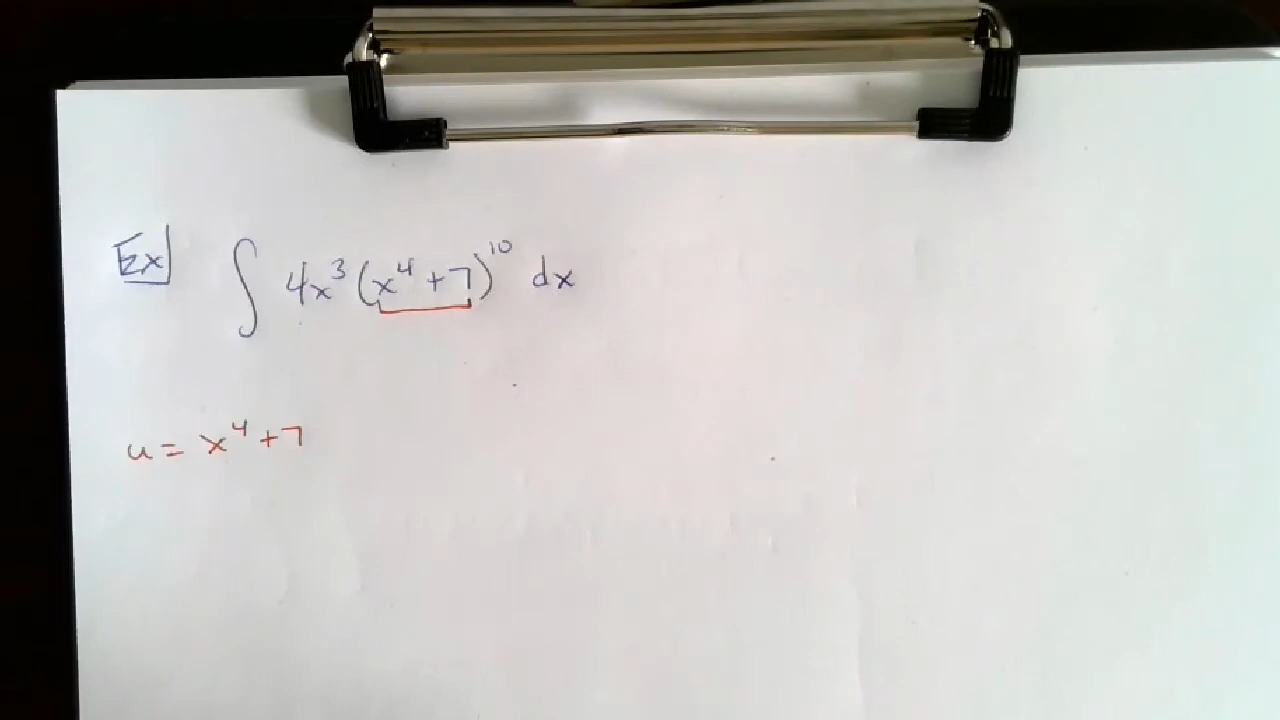 Ex ∫ 4x³(x⁴+7)¹⁰ dx
u = x⁴+7